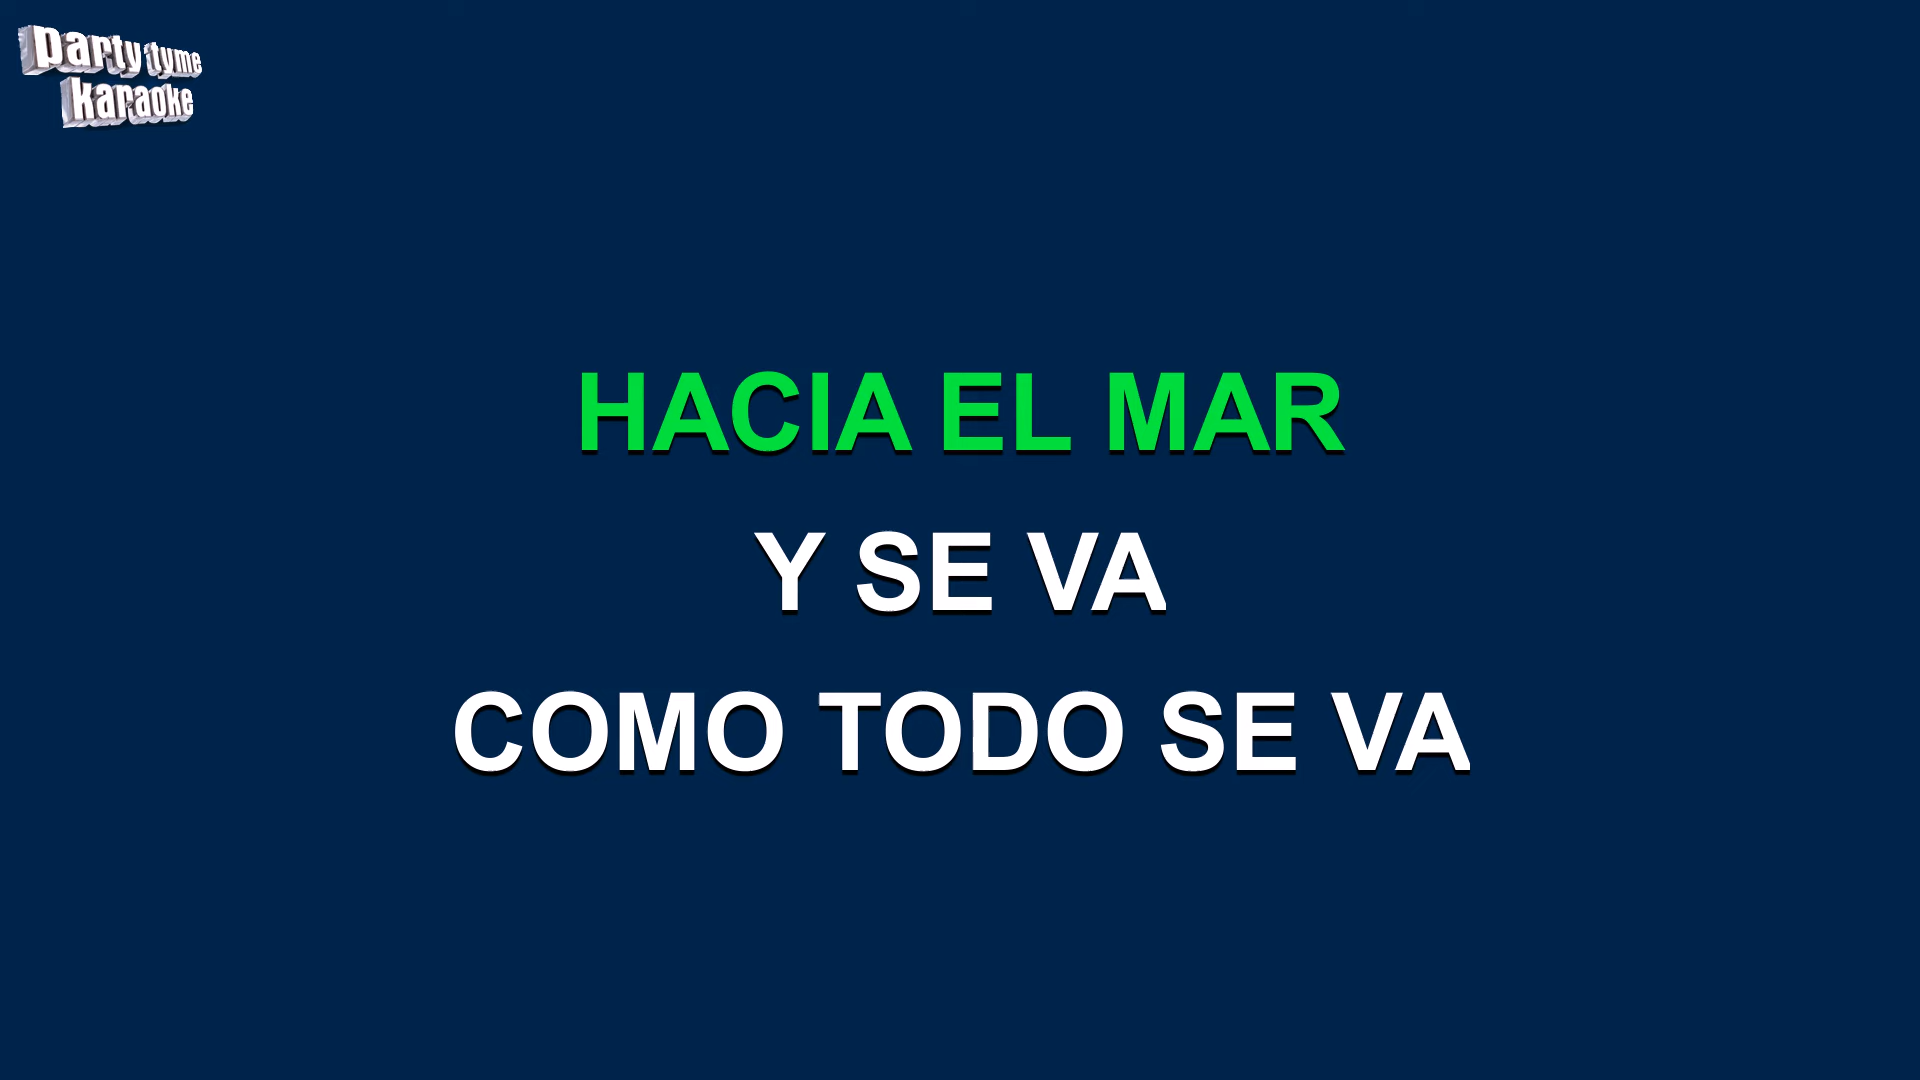 party tyme
karaoke
HACIA EL MAR
Y SE VA
COMO TODO SE VA